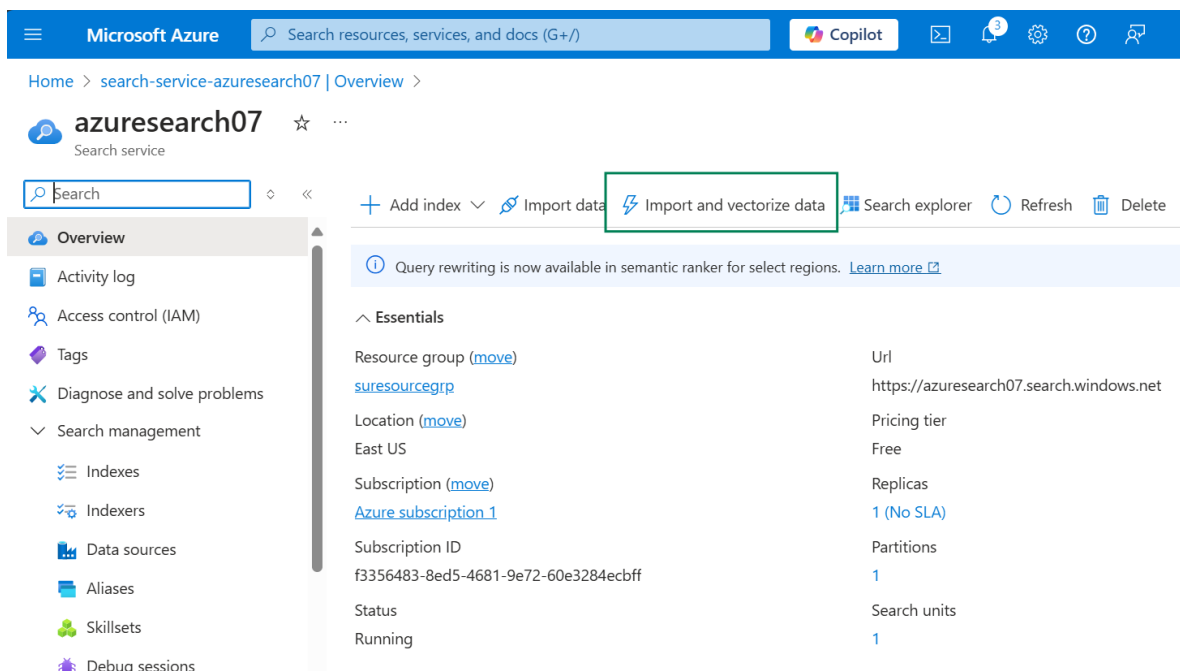 Microsoft Azure
Search resources, services, and docs (G+/)
Copilot
3
Home > search-service-azuresearch07 | Overview >
azuresearch07
Search service
Search
Add index
Import data
Import and vectorize data
Search explorer
Refresh
Delete
Overview
Activity log
Access control (IAM)
Tags
Diagnose and solve problems
Search management
Indexes
Indexers
Data sources
Aliases
Skillsets
Debug sessions
Query rewriting is now available in semantic ranker for select regions. Learn more
Essentials
Resource group (move)
suresourcegrp
Location (move)
East US
Subscription (move)
Azure subscription 1
Subscription ID
f3356483-8ed5-4681-9e72-60e3284ecbff
Status
Running
Url
https://azuresearch07.search.windows.net
Pricing tier
Free
Replicas
1 (No SLA)
Partitions
1
Search units
1